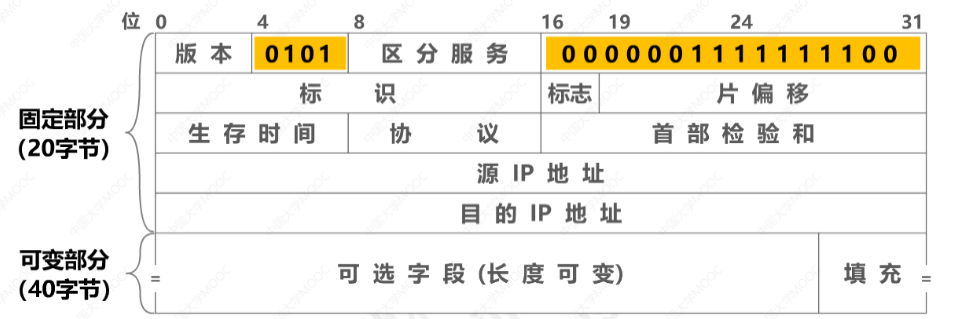 位 0 4 8 16 19 24 31
版本 0101 区分服务 0000001111111100
标识 标志 片偏移
固定部分
(20字节)
生存时间 协议 首部检验和
源 IP 地址
目的 IP 地址
可变部分
(40字节)
可选字段 (长度可变) 填充
中国大学MOOC